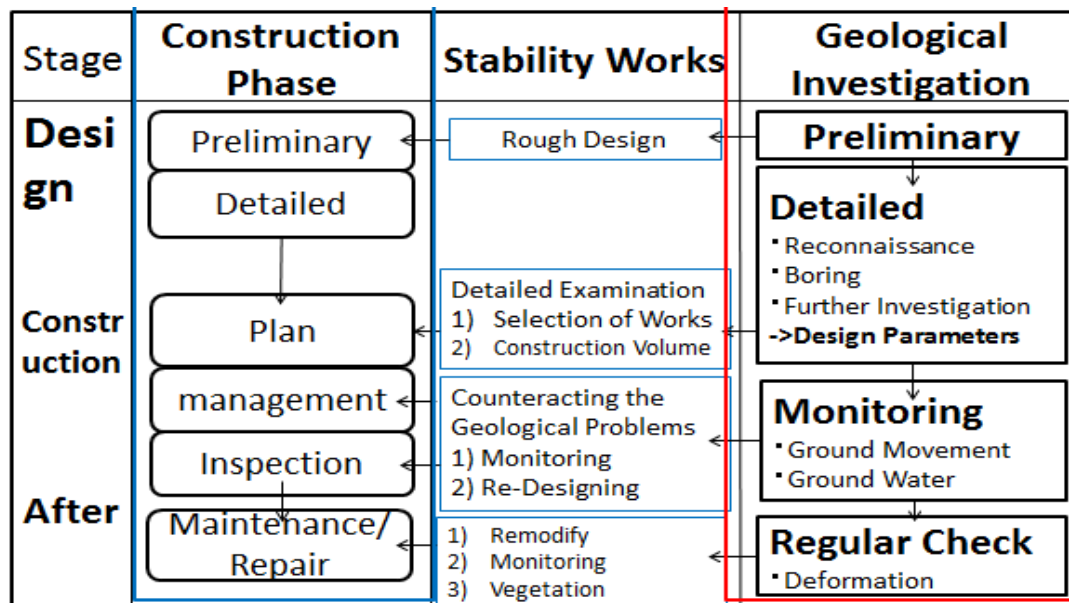 Stage
Construction
Phase
Stability Works
Geological
Investigation
Desi
gn
Preliminary
Rough Design
Preliminary
Detailed
Detailed
· Reconnaissance
· Boring
· Further Investigation
->Design Parameters
Constr
uction
Plan
Detailed Examination
1) Selection of Works
2) Construction Volume
management
Inspection
Counteracting the
Geological Problems
1) Monitoring
2) Re-Designing
Monitoring
· Ground Movement
· Ground Water
After
Maintenance/
Repair
1) Remodify
2) Monitoring
3) Vegetation
Regular Check
· Deformation